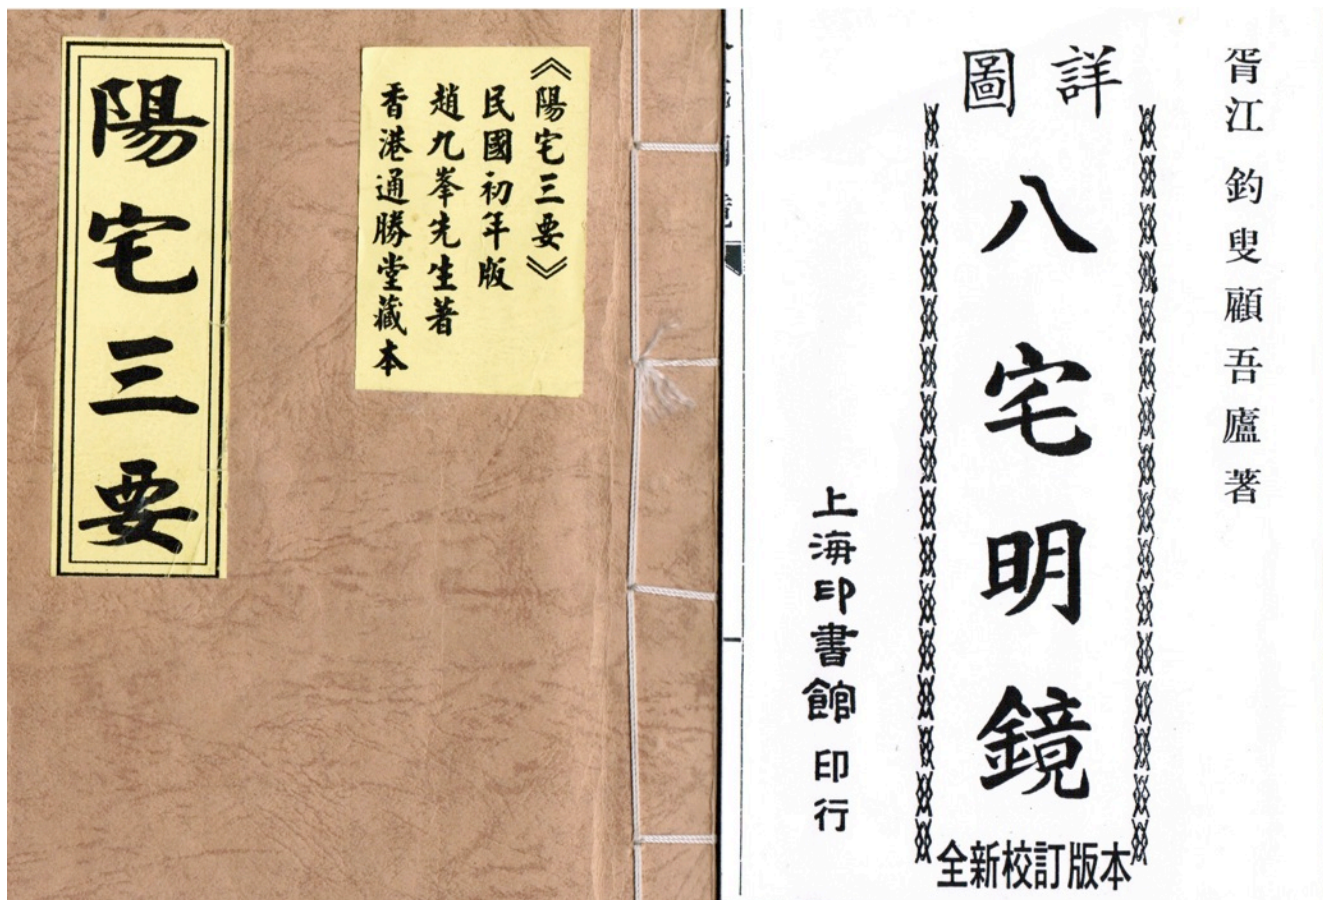 陽宅三要
《陽宅三要》
民國初年版
趙九峯先生著
香港通勝堂藏本
胥江 釣叟顧吾廬著
詳圖
八宅明鏡
全新校訂版本
上海印書館 印行